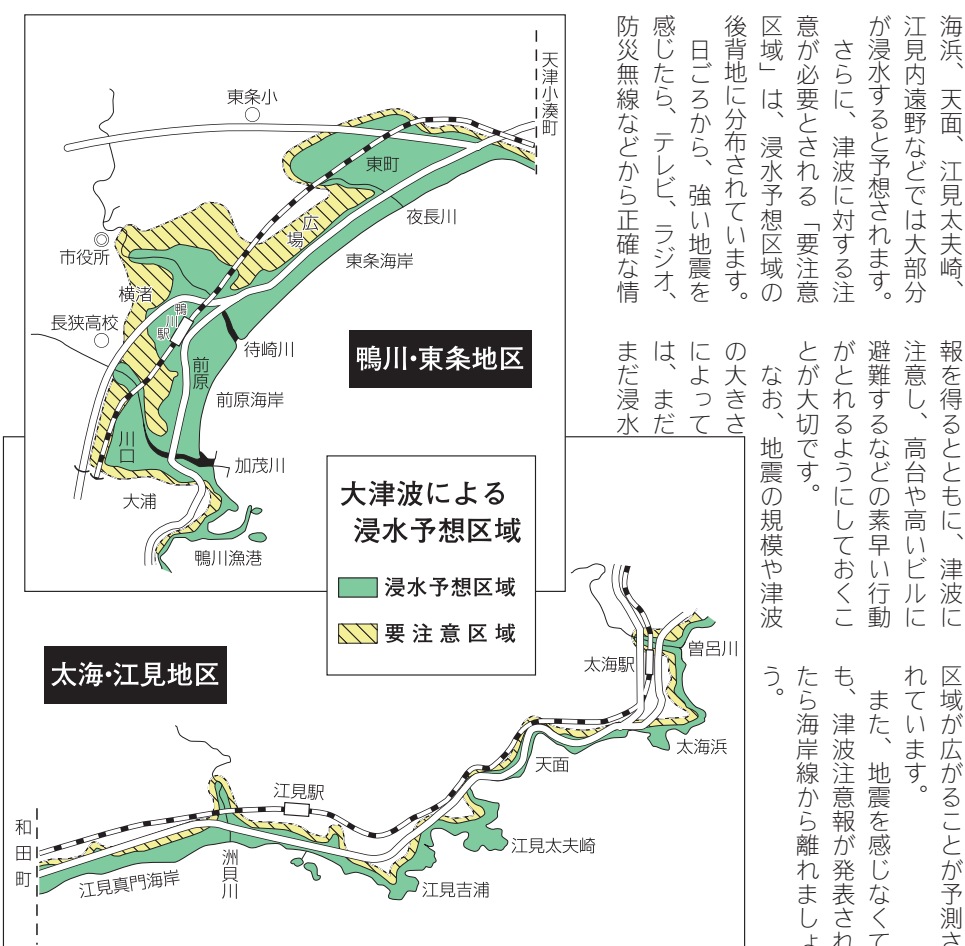 海浜、天面、江見太夫崎、
江見内遠野などでは大部分
が浸水すると予想されます。
さらに、津波に対する注
意が必要とされる「要注意
区域」は、浸水予想区域の
後背地に分布されています。
日ごろから、強い地震を
感じたら、テレビ、ラジオ、
防災無線などから正確な情
報を得るとともに、津波に
注意し、高台や高いビルに
避難するなどの素早い行動
がとれるようにしておくこ
とが大切です。
なお、地震の規模や津波
の大きさ
によって
は、まだ
まだ浸水
区域が広がることが予測さ
れています。
また、地震を感じなくて
も、津波注意報が発表され
たら海岸線から離れましょ
う。
天津小湊町
東条小
東町
夜長川
広場
東条海岸
市役所
横渚
長狭高校
鴨川駅
待崎川
前原
前原海岸
川口
加茂川
大浦
鴨川漁港
鴨川・東条地区
大津波による
浸水予想区域
浸水予想区域
要注意区域
太海・江見地区
曽呂川
太海駅
太海浜
天面
江見駅
江見太夫崎
和田町
洲貝川
江見真門海岸
江見吉浦